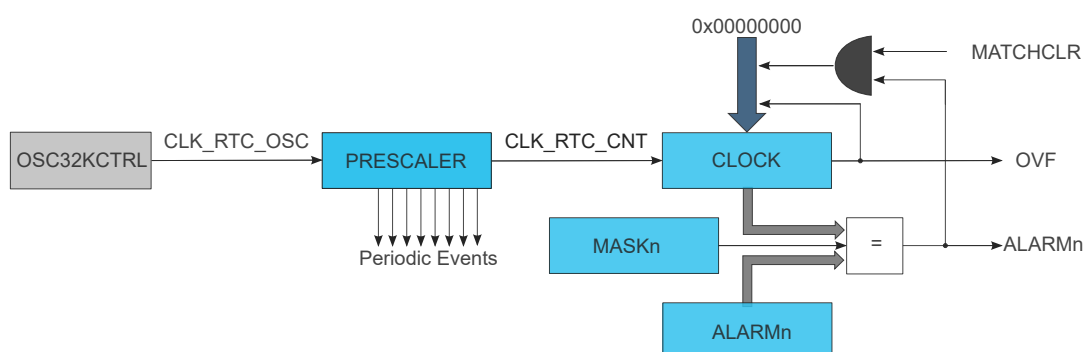 0x00000000
MATCHCLR
OSC32KCTRL
CLK_RTC_OSC
PRESCALER
CLK_RTC_CNT
CLOCK
OVF
Periodic Events
MASKn
=
ALARMn
ALARMn